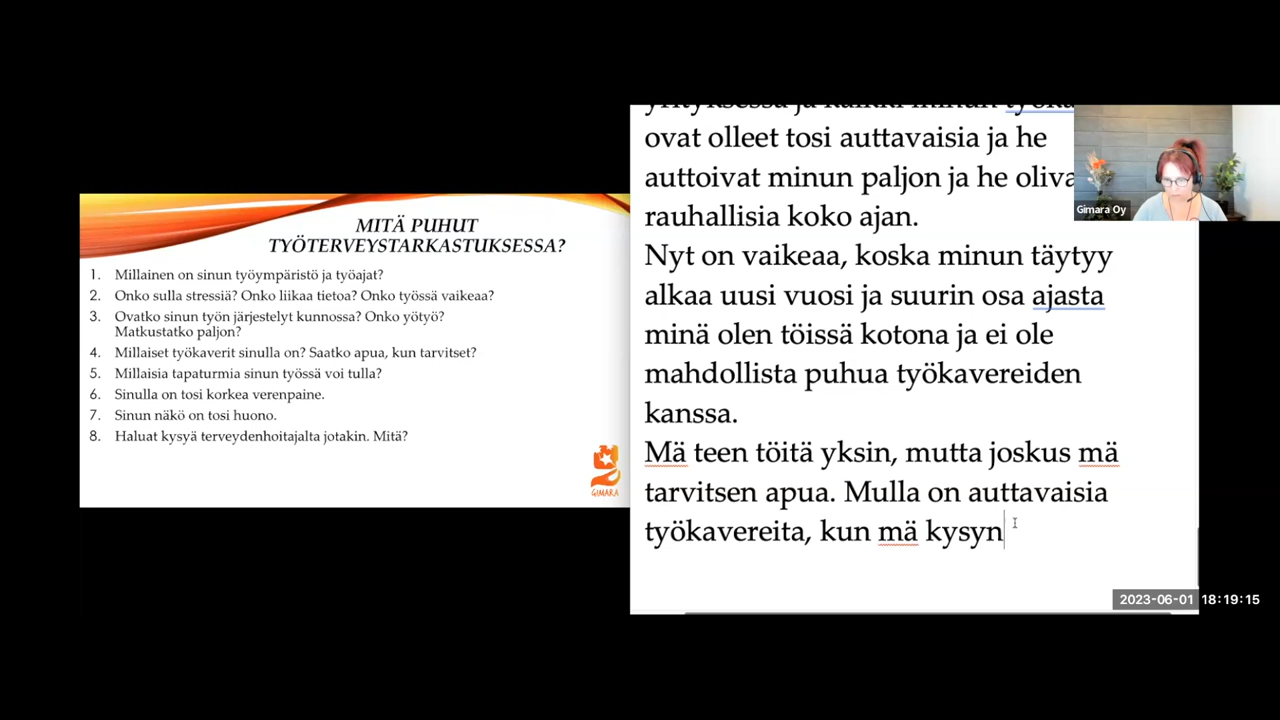 MITÄ PUHUT
TYÖTERVEYSTARKASTUKSESSA?
1. Millainen on sinun työympäristö ja työajat?
2. Onko sulla stressiä? Onko liikaa tietoa? Onko työssä vaikeaa?
3. Ovatko sinun työn järjestelyt kunnossa? Onko yötyö?
Matkustatko paljon?
4. Millaiset työkaverit sinulla on? Saatko apua, kun tarvitset?
5. Millaisia tapaturmia sinun työssä voi tulla?
6. Sinulla on tosi korkea verenpaine.
7. Sinun näkö on tosi huono.
8. Haluat kysyä terveydenhoitajalta jotakin. Mitä?
GIMARA
ovat olleet tosi auttavaisia ja he
auttoivat minun paljon ja he oliva
rauhallisia koko ajan.
Nyt on vaikeaa, koska minun täytyy
alkaa uusi vuosi ja suurin osa ajasta
minä olen töissä kotona ja ei ole
mahdollista puhua työkavereiden
kanssa.
Mä teen töitä yksin, mutta joskus mä
tarvitsen apua. Mulla on auttavaisia
työkavereita, kun mä kysyn
Gimara Oy
2023-06-01 18:19:15